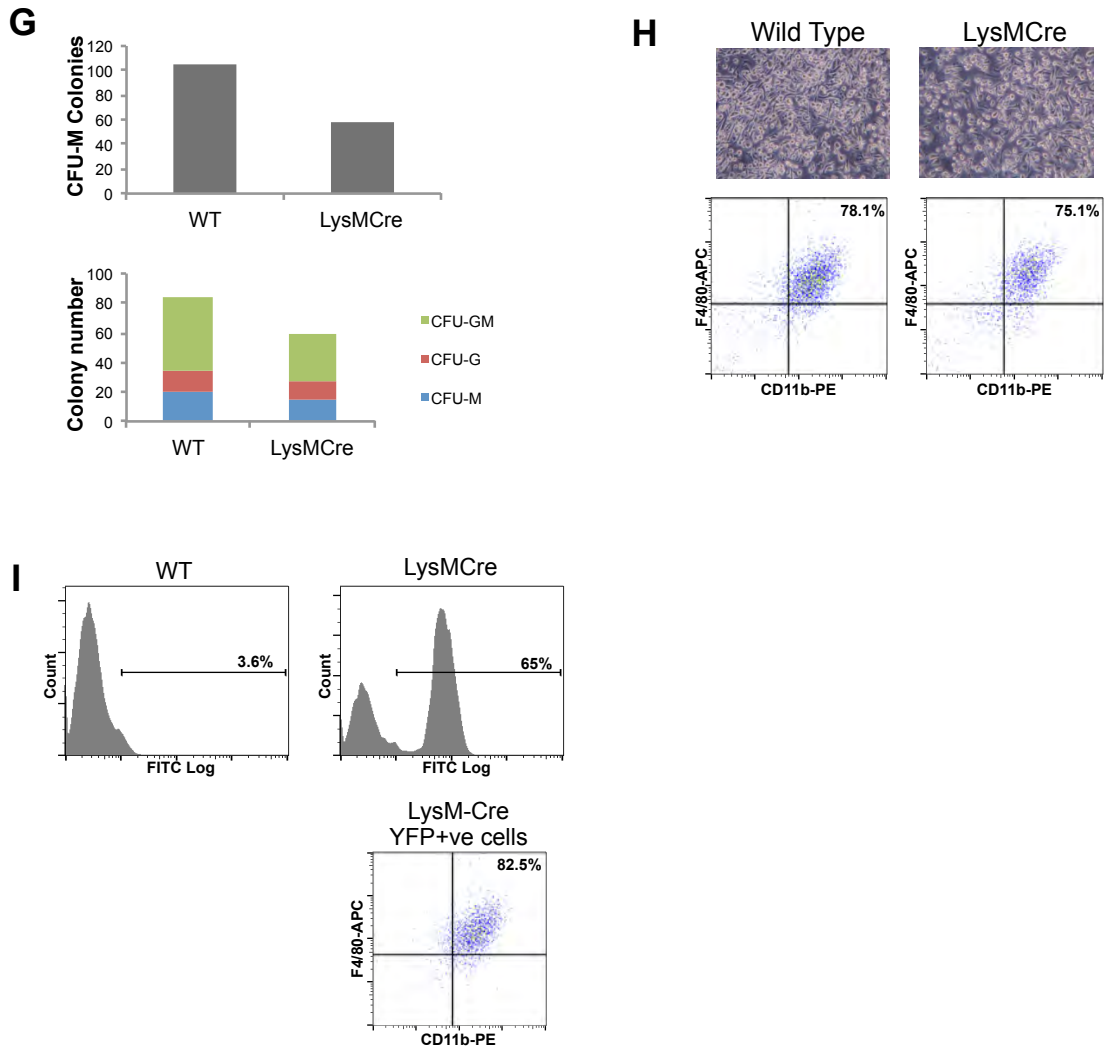 G
CFU-M Colonies
120
100
80
60
40
20
0
WT LysMCre
Colony number
100
80
60
40
20
0
WT LysMCre
CFU-GM
CFU-G
CFU-M
H
Wild Type LysMCre
F4/80-APC
78.1%
CD11b-PE
F4/80-APC
75.1%
CD11b-PE
I
WT
Count
3.6%
FITC Log
LysMCre
Count
65%
FITC Log
LysM-Cre
YFP+ve cells
F4/80-APC
82.5%
CD11b-PE